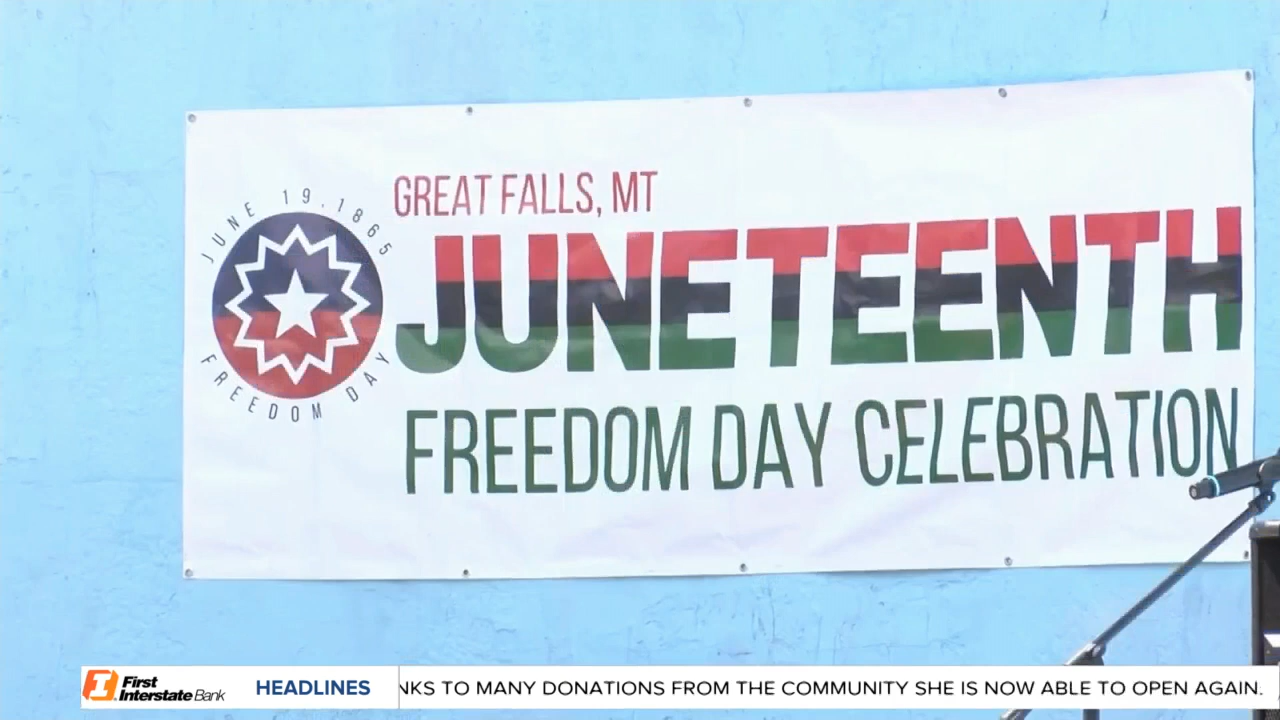 JUNE 19.1865
FREEDOM DAY
GREAT FALLS, MT
JUNETEENTH
FREEDOM DAY CELEBRATION
First
Interstate Bank
HEADLINES
NKS TO MANY DONATIONS FROM THE COMMUNITY SHE IS NOW ABLE TO OPEN AGAIN.